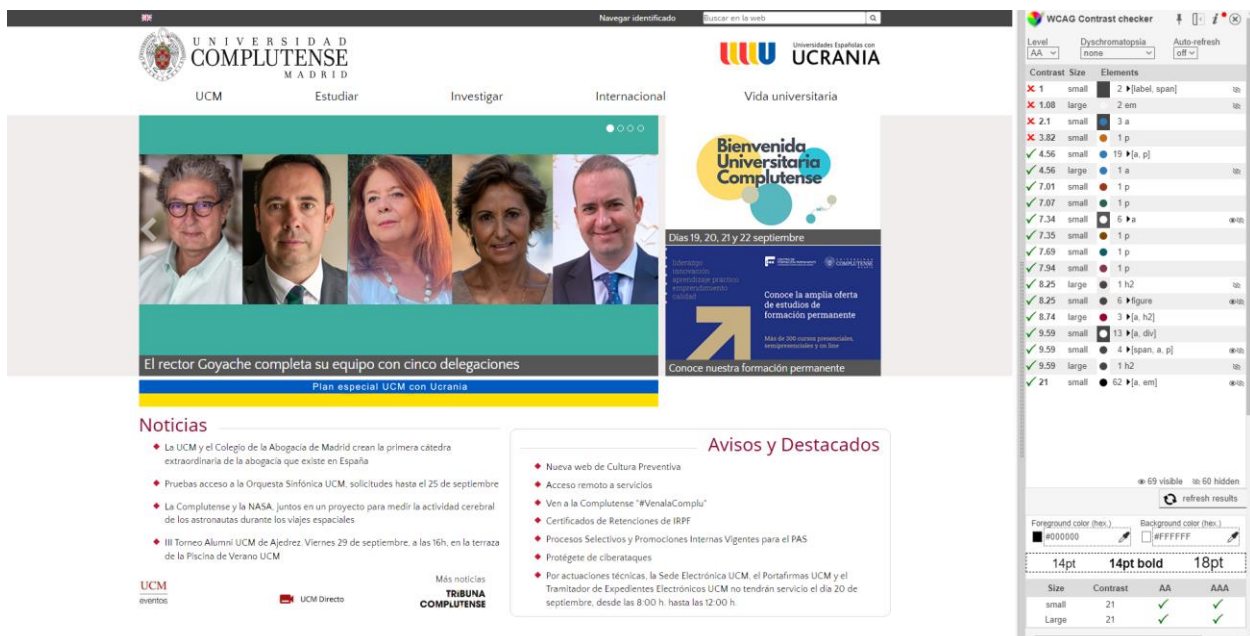 Navegar identificado
Buscar en la web
UNIVERSIDAD
COMPLUTENSE
MADRID
Universidades Españolas con
UCRANIA
UCM
Estudiar
Investigar
Internacional
Vida universitaria
Bienvenida
Universitaria
Complutense
Días 19, 20, 21 y 22 septiembre
liderazgo
innovación
aprendizaje práctico
emprendimiento
calidad
COMPLUTENSE
Conoce la amplia oferta
de estudios de
formación permanente
Más de 300 cursos presenciales,
semipresenciales y on line
El rector Goyache completa su equipo con cinco delegaciones
Conoce nuestra formación permanente
Plan especial UCM con Ucrania
Noticias
La UCM y el Colegio de la Abogacía de Madrid crean la primera cátedra
extraordinaria de la abogacía que existe en España
Pruebas acceso a la Orquesta Sinfónica UCM, solicitudes hasta el 25 de septiembre
La Complutense y la NASA, juntos en un proyecto para medir la actividad cerebral
de los astronautas durante los viajes espaciales
III Torneo Alumni UCM de Ajedrez. Viernes 29 de septiembre, a las 16h, en la terraza
de la Piscina de Verano UCM
UCM
eventos
UCM Directo
Más noticias
TRIBUNA
COMPLUTENSE
Avisos y Destacados
Nueva web de Cultura Preventiva
Acceso remoto a servicios
Ven a la Complutense "#VenalaComplu"
Certificados de Retenciones de IRPF
Procesos Selectivos y Promociones Internas Vigentes para el PAS
Protégete de ciberataques
Por actuaciones técnicas, la Sede Electrónica UCM, el Portafirmas UCM y el
Tramitador de Expedientes Electrónicos UCM no tendrán servicio el día 20 de
septiembre, desde las 8:00 h. hasta las 12:00 h.
WCAG Contrast checker
Level Dyschromatopsia Auto-refresh
AA none off
Contrast Size Elements
1 small 2 [label, span]
1.08 large 2 em
2.1 small 3 a
3.82 small 1 p
4.56 small 19 [a, p]
4.56 large 1 a
7.01 small 1 p
7.07 small 1 p
7.34 small 6 a
7.35 small 1 p
7.69 small 1 p
7.94 small 1 p
8.25 large 1 h2
8.25 small 6 figure
8.74 large 3 [a, h2]
9.59 small 13 [a, div]
9.59 small 4 [span, a, p]
9.59 large 1 h2
21 small 62 [a, em]
69 visible 60 hidden
refresh results
Foreground color (hex.) Background color (hex.)
#000000 #FFFFFF
14pt 14pt bold 18pt
Size Contrast AA AAA
small 21
Large 21